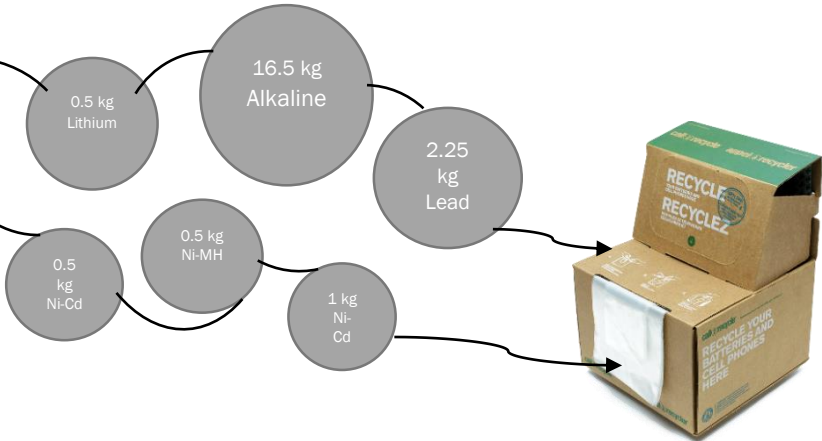 0.5 kg
Lithium
16.5 kg
Alkaline
2.25
kg
Lead
0.5
kg
Ni-Cd
0.5 kg
Ni-MH
1 kg
Ni-
Cd
RECYCLE
RECYCLEZ
call2recycle
RECYCLE YOUR
BATTERIES AND
CELL PHONES
HERE